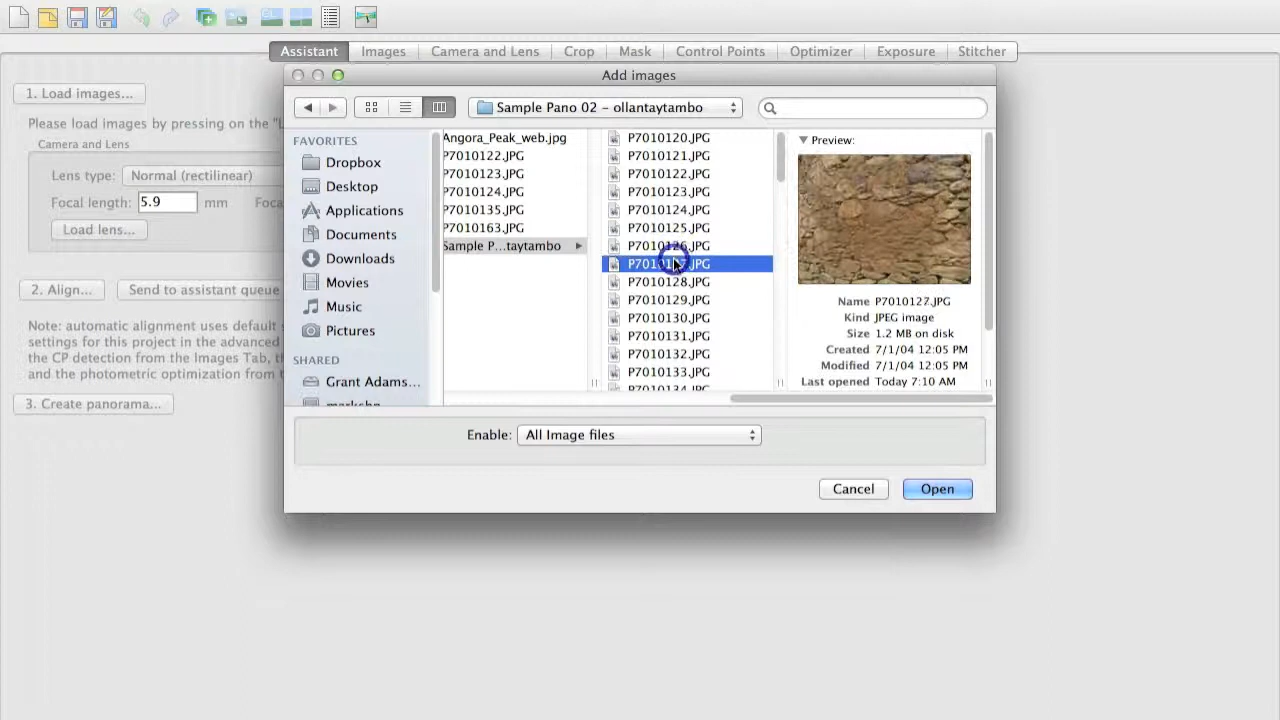 Assistant Images Camera and Lens Crop Mask Control Points Optimizer Exposure Stitcher
Add images
Sample Pano 02 - ollantaytambo
1. Load images...
Please load images by pressing on the "L
Camera and Lens
Lens type: Normal (rectilinear)
Focal length: 5.9 mm Foca
Load lens...
2. Align... Send to assistant queue
Note: automatic alignment uses default s
settings for this project in the advanced
the CP detection from the Images Tab, th
and the photometric optimization from t
3. Create panorama...
FAVORITES
Dropbox
Desktop
Applications
Documents
Downloads
Movies
Music
Pictures
SHARED
Grant Adams...
Angora_Peak_web.jpg
P7010122.JPG
P7010123.JPG
P7010124.JPG
P7010135.JPG
P7010163.JPG
Sample P...taytambo
P7010120.JPG
P7010121.JPG
P7010122.JPG
P7010123.JPG
P7010124.JPG
P7010125.JPG
P7010126.JPG
P7010127.JPG
P7010128.JPG
P7010129.JPG
P7010130.JPG
P7010131.JPG
P7010132.JPG
P7010133.JPG
P7010134.JPG
Preview:
Name P7010127.JPG
Kind JPEG image
Size 1.2 MB on disk
Created 7/1/04 12:05 PM
Modified 7/1/04 12:05 PM
Last opened Today 7:10 AM
Enable: All Image files
Cancel Open